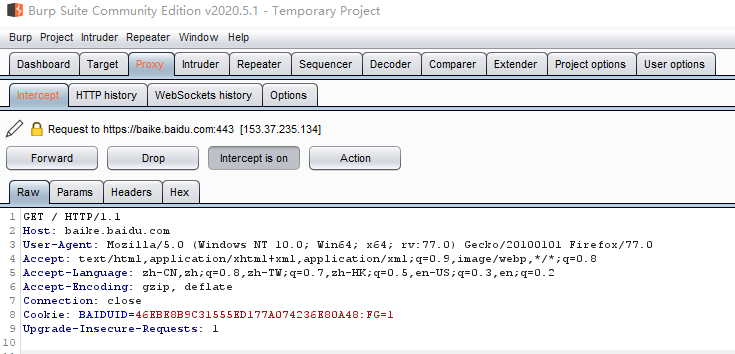 Burp Suite Community Edition v2020.5.1 - Temporary Project
Burp Project Intruder Repeater Window Help
Dashboard Target Proxy Intruder Repeater Sequencer Decoder Comparer Extender Project options User options
Intercept HTTP history WebSockets history Options
Request to https://baike.baidu.com:443 [153.37.235.134]
Forward Drop Intercept is on Action
Raw Params Headers Hex
1 GET / HTTP/1.1
2 Host: baike.baidu.com
3 User-Agent: Mozilla/5.0 (Windows NT 10.0; Win64; x64; rv:77.0) Gecko/20100101 Firefox/77.0
4 Accept: text/html,application/xhtml+xml,application/xml;q=0.9,image/webp,*/*;q=0.8
5 Accept-Language: zh-CN,zh;q=0.8,zh-TW;q=0.7,zh-HK;q=0.5,en-US;q=0.3,en;q=0.2
6 Accept-Encoding: gzip, deflate
7 Connection: close
8 Cookie: BAIDUID=46EBE8B9C31555ED177A074236E80A48:FG=1
9 Upgrade-Insecure-Requests: 1
10